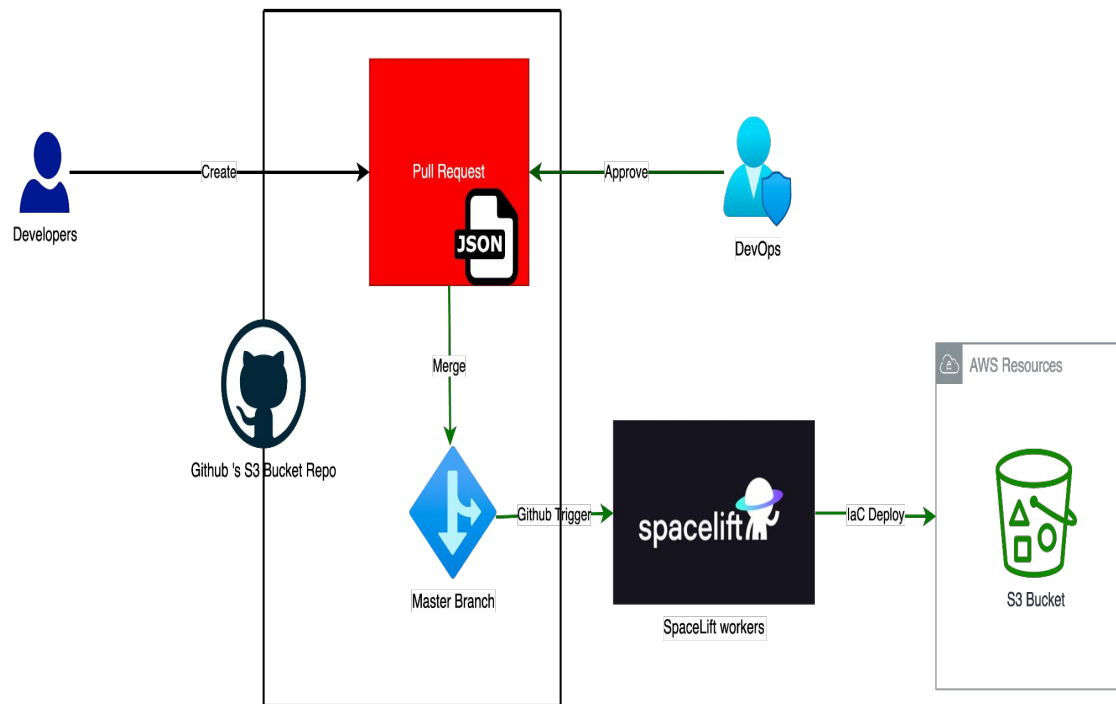 Pull Request
Create
Approve
JSON
Developers
DevOps
Merge
AWS Resources
Github 's S3 Bucket Repo
Github Trigger
spacelift
IaC Deploy
Master Branch
S3 Bucket
SpaceLift workers